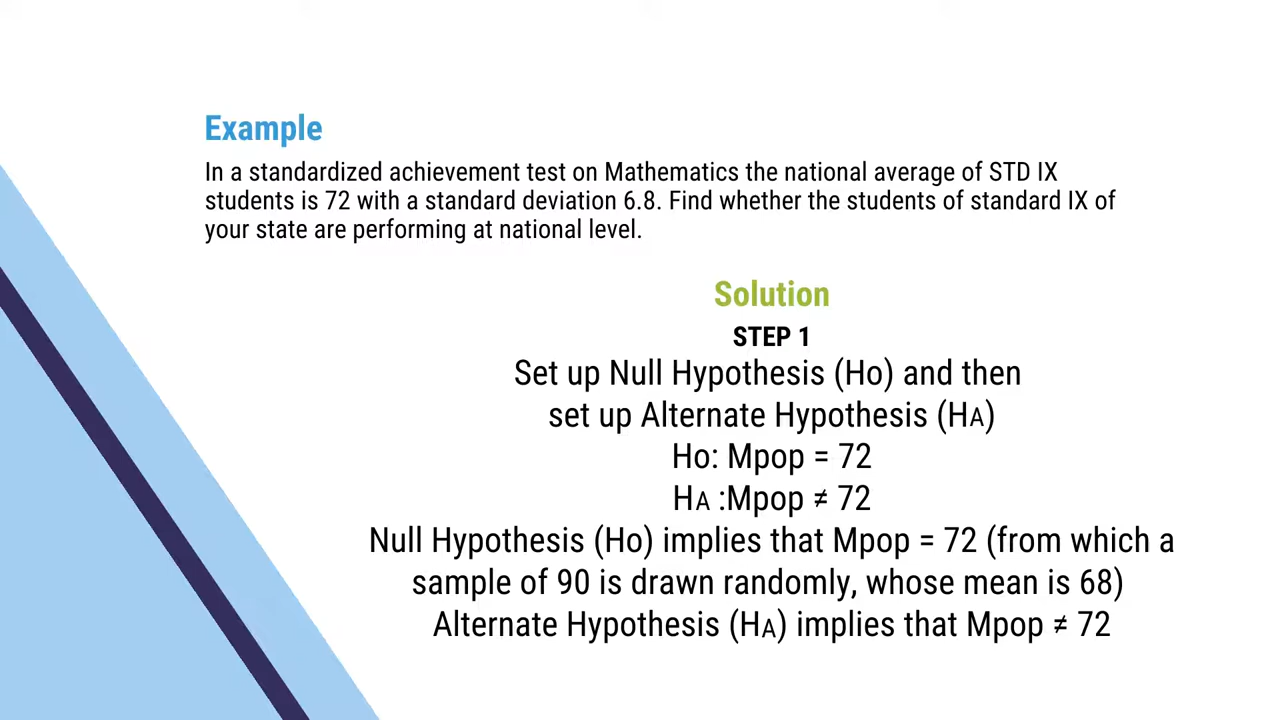 Example
In a standardized achievement test on Mathematics the national average of STD IX
students is 72 with a standard deviation 6.8. Find whether the students of standard IX of
your state are performing at national level.
Solution
STEP 1
Set up Null Hypothesis (Ho) and then
set up Alternate Hypothesis (HA)
Ho: Mpop = 72
HA :Mpop ≠ 72
Null Hypothesis (Ho) implies that Mpop = 72 (from which a
sample of 90 is drawn randomly, whose mean is 68)
Alternate Hypothesis (HA) implies that Mpop ≠ 72